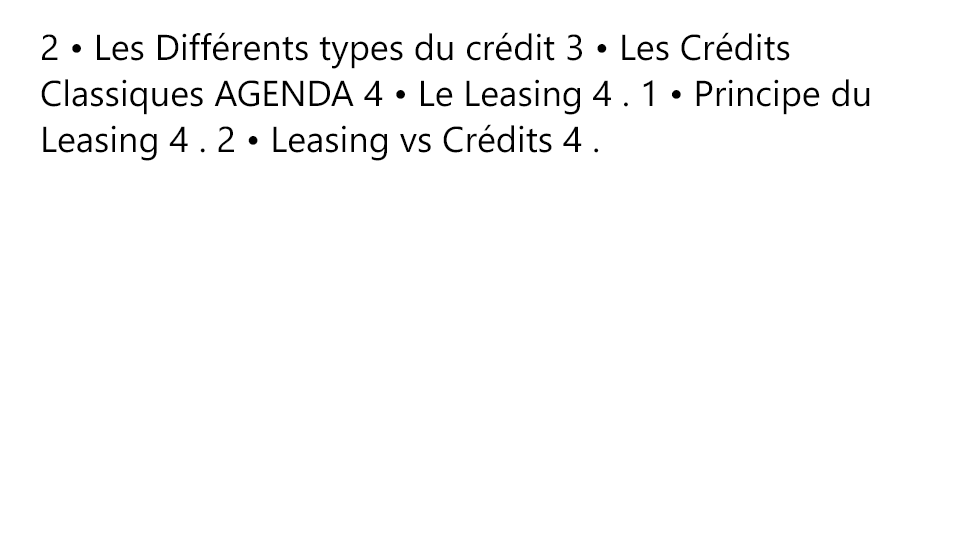 2 • Les Différents types du crédit 3 • Les Crédits
Classiques AGENDA 4 • Le Leasing 4 . 1 • Principe du
Leasing 4 . 2 • Leasing vs Crédits 4 .